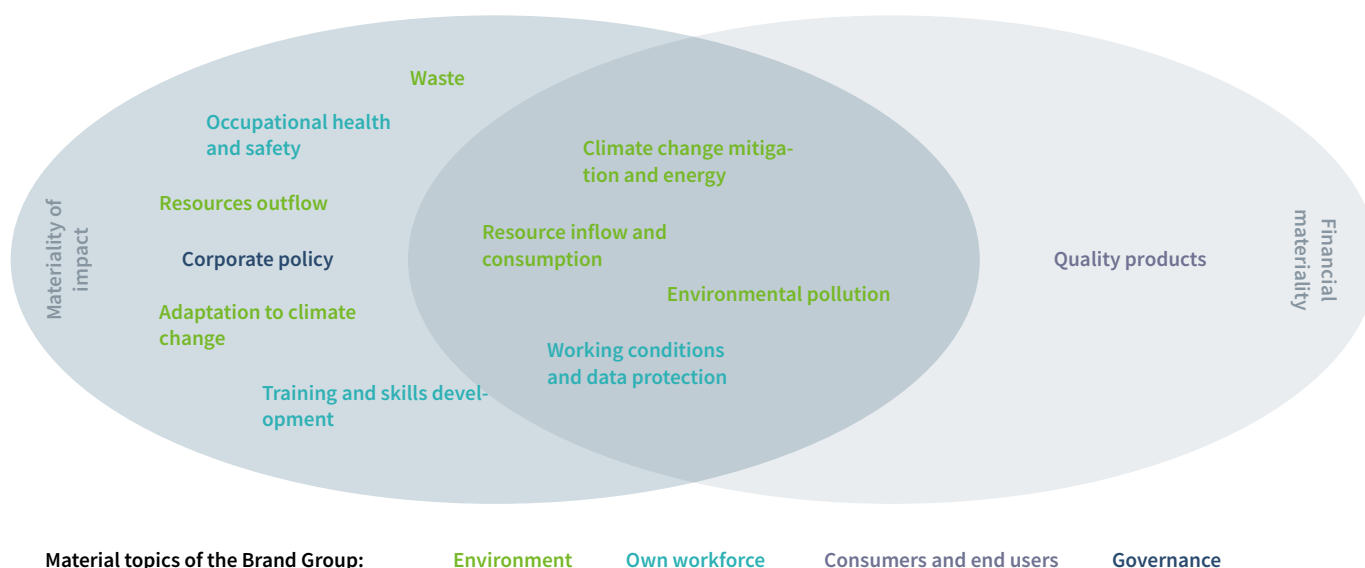 Waste
Occupational health
and safety
Climate change mitiga-
tion and energy
Resources outflow
Materiality of
impact
Resource inflow and
consumption
Corporate policy
Quality products
Financial
materiality
Environmental pollution
Adaptation to climate
change
Working conditions
and data protection
Training and skills devel-
opment
Material topics of the Brand Group:
Environment
Own workforce
Consumers and end users
Governance